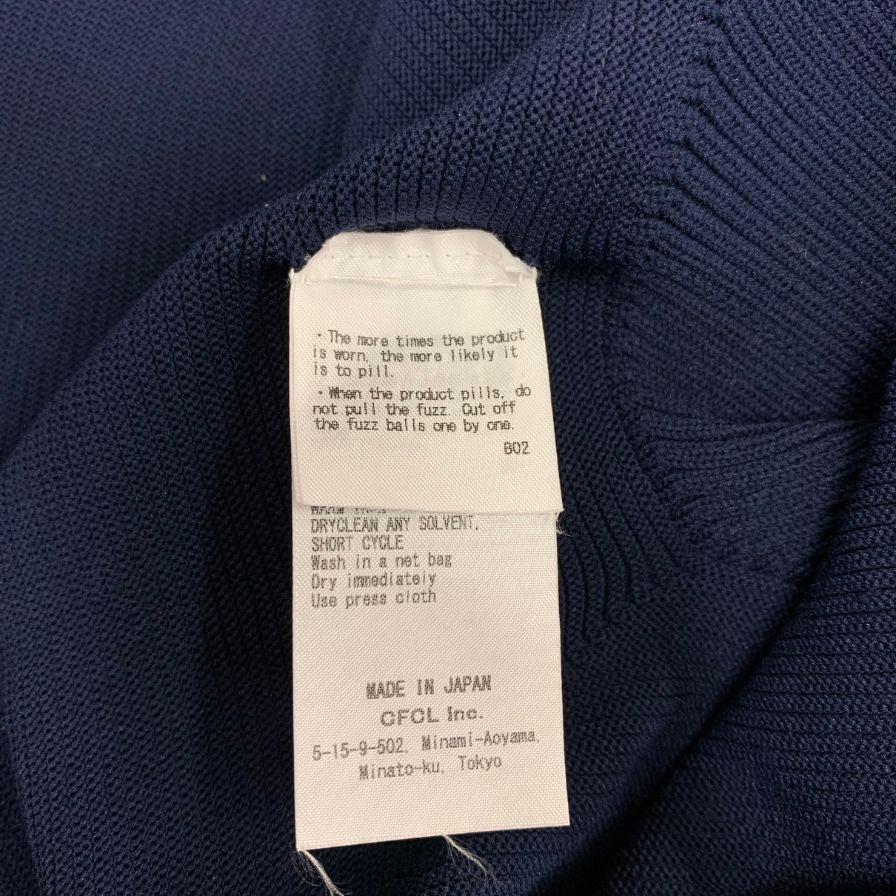 ・The more times the product
is worn, the more likely it
is to pill.
・When the product pills, do
not pull the fuzz. Cut off
the fuzz balls one by one.
B02
DRYCLEAN ANY SOLVENT,
SHORT CYCLE
Wash in a net bag
Dry immediately
Use press cloth
MADE IN JAPAN
CFCL Inc.
5-15-9-502, Minami-Aoyama,
Minato-ku, Tokyo